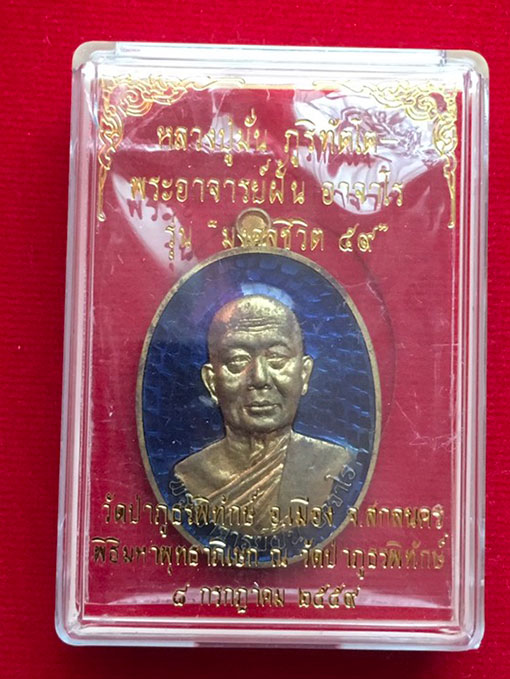 หลวงปู่มั่น ภูริทัตโต
พระอาจารย์ฝั้น อาจาโร
รุ่น "มงคลชีวิต ๕๙"
วัดป่าภูธรพิทักษ์ อ.เมือง จ.สกลนคร
พิธีมหาพุทธาภิเษก ณ วัดป่าภูธรพิทักษ์
๘ กรกฎาคม ๒๕๕๙